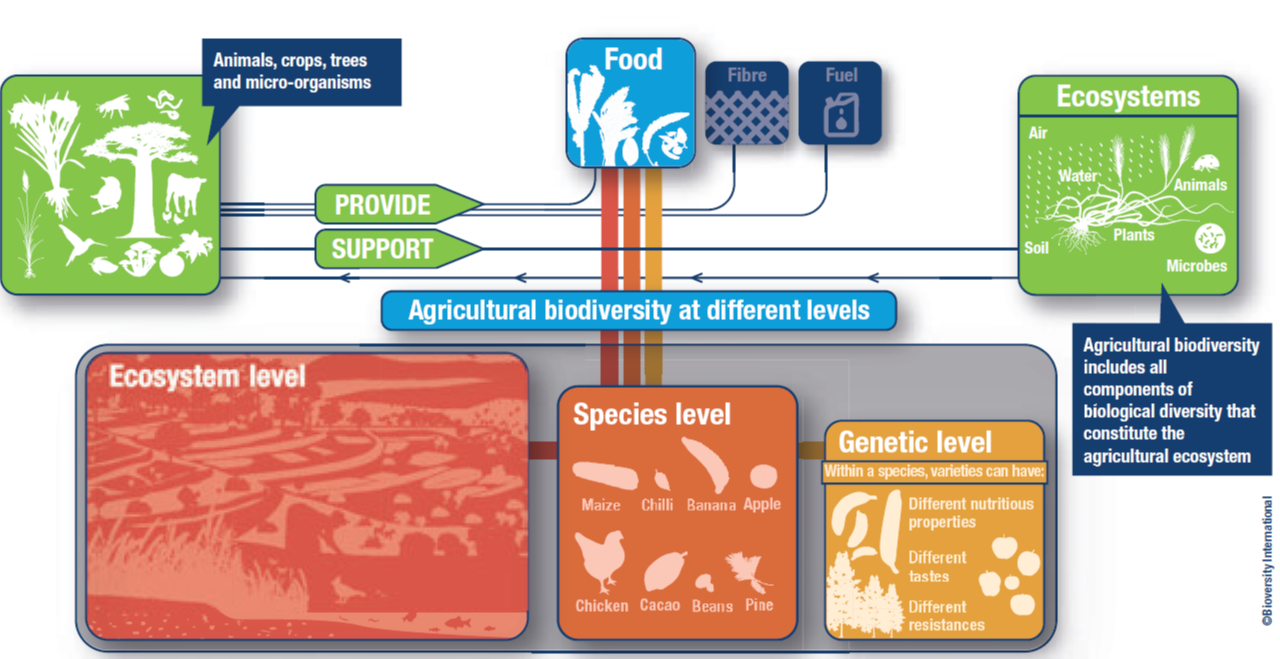 Animals, crops, trees
and micro-organisms
Food
Fibre
Fuel
Ecosystems
Air
Water
Animals
Plants
Soil
Microbes
PROVIDE
SUPPORT
Agricultural biodiversity at different levels
Agricultural biodiversity
includes all
components of
biological diversity that
constitute the
agricultural ecosystem
Ecosystem level
Species level
Maize Chilli Banana Apple
Chicken Cacao Beans Pine
Genetic level
Within a species, varieties can have:
Different nutritious
properties
Different
tastes
Different
resistances
©Bioversity International